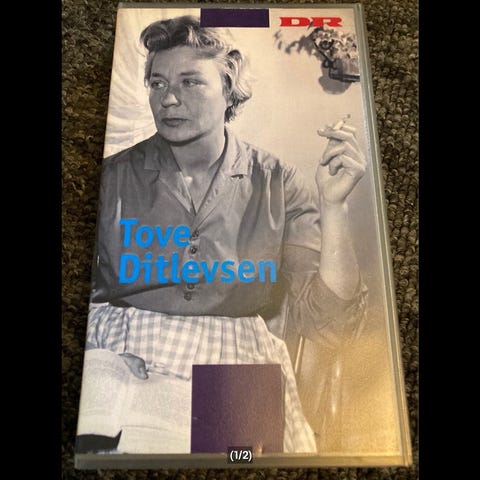 DR
Tove
Ditlevsen
(1/2)